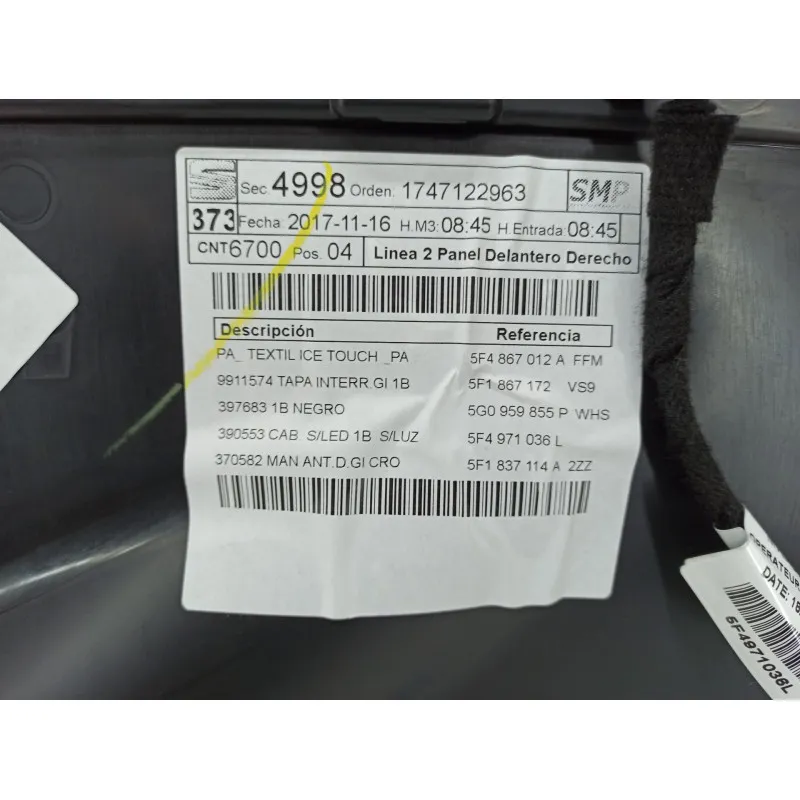 Sec. 4998 Orden: 1747122963 SMP
373 Fecha: 2017-11-16 H.M3: 08:45 H.Entrada: 08:45
CNT6700 Pos. 04 Linea 2 Panel Delantero Derecho
Descripción Referencia
PA_ TEXTIL ICE TOUCH _PA 5F4 867 012 A FFM
9911574 TAPA INTERR.GI 1B 5F1 867 172 VS9
397683 1B NEGRO 5G0 959 855 P WHS
390553 CAB S/LED 1B S/LUZ 5F4 971 036 L
370582 MAN ANT.D.GI CRO 5F1 837 114 A 2ZZ
OPERATEUR
DATE: 16
5F4971036L